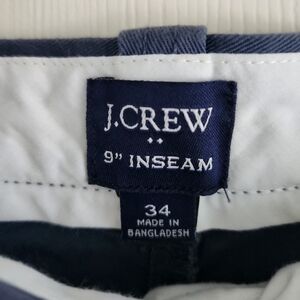 J.CREW
••
9" INSEAM
34
MADE IN
BANGLADESH